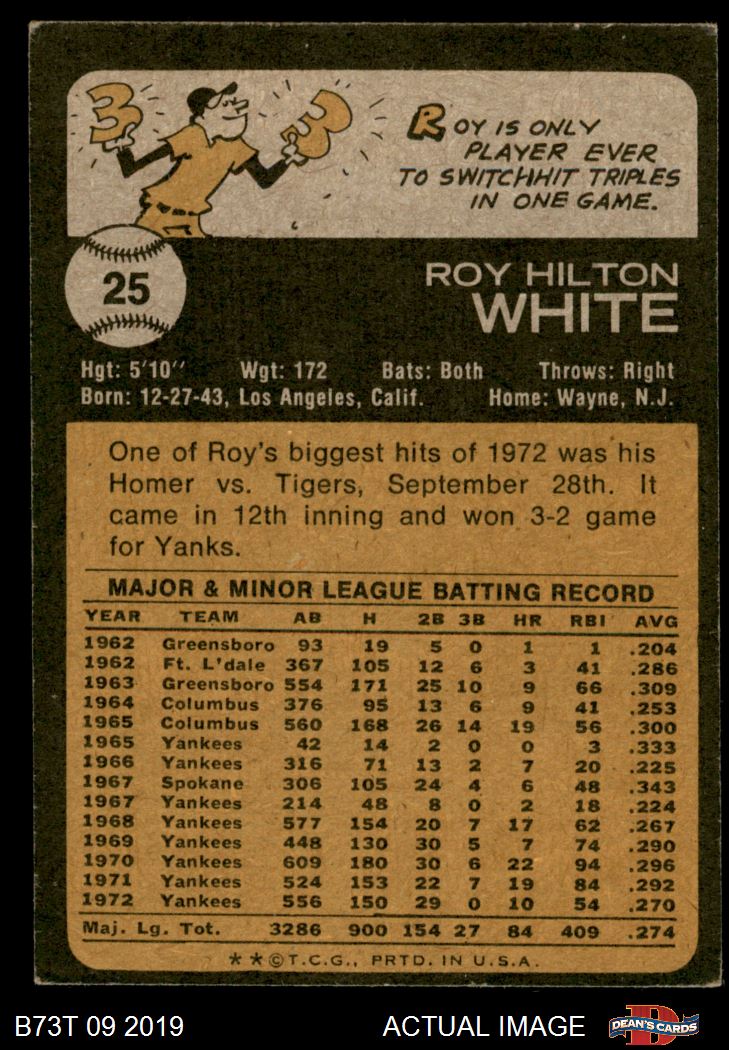 3 3
ROY IS ONLY
PLAYER EVER
TO SWITCHHIT TRIPLES
IN ONE GAME.
25
ROY HILTON
WHITE
Hgt: 5'10" Wgt: 172 Bats: Both Throws: Right
Born: 12-27-43, Los Angeles, Calif. Home: Wayne, N.J.
One of Roy's biggest hits of 1972 was his
Homer vs. Tigers, September 28th. It
came in 12th inning and won 3-2 game
for Yanks.
MAJOR & MINOR LEAGUE BATTING RECORD
YEAR TEAM AB H 2B 3B HR RBI AVG
1962 Greensboro 93 19 5 0 1 1 .204
1962 Ft. L'dale 367 105 12 6 3 41 .286
1963 Greensboro 554 171 25 10 9 66 .309
1964 Columbus 376 95 13 6 9 41 .253
1965 Columbus 560 168 26 14 19 56 .300
1965 Yankees 42 14 2 0 0 3 .333
1966 Yankees 316 71 13 2 7 20 .225
1967 Spokane 306 105 24 4 6 48 .343
1967 Yankees 214 48 8 0 2 18 .224
1968 Yankees 577 154 20 7 17 62 .267
1969 Yankees 448 130 30 5 7 74 .290
1970 Yankees 609 180 30 6 22 94 .296
1971 Yankees 524 153 22 7 19 84 .292
1972 Yankees 556 150 29 0 10 54 .270
Maj. Lg. Tot. 3286 900 154 27 84 409 .274
* * © T.C.G., PRTD. IN U.S.A.
B73T 09 2019 ACTUAL IMAGE DEAN'S CARDS